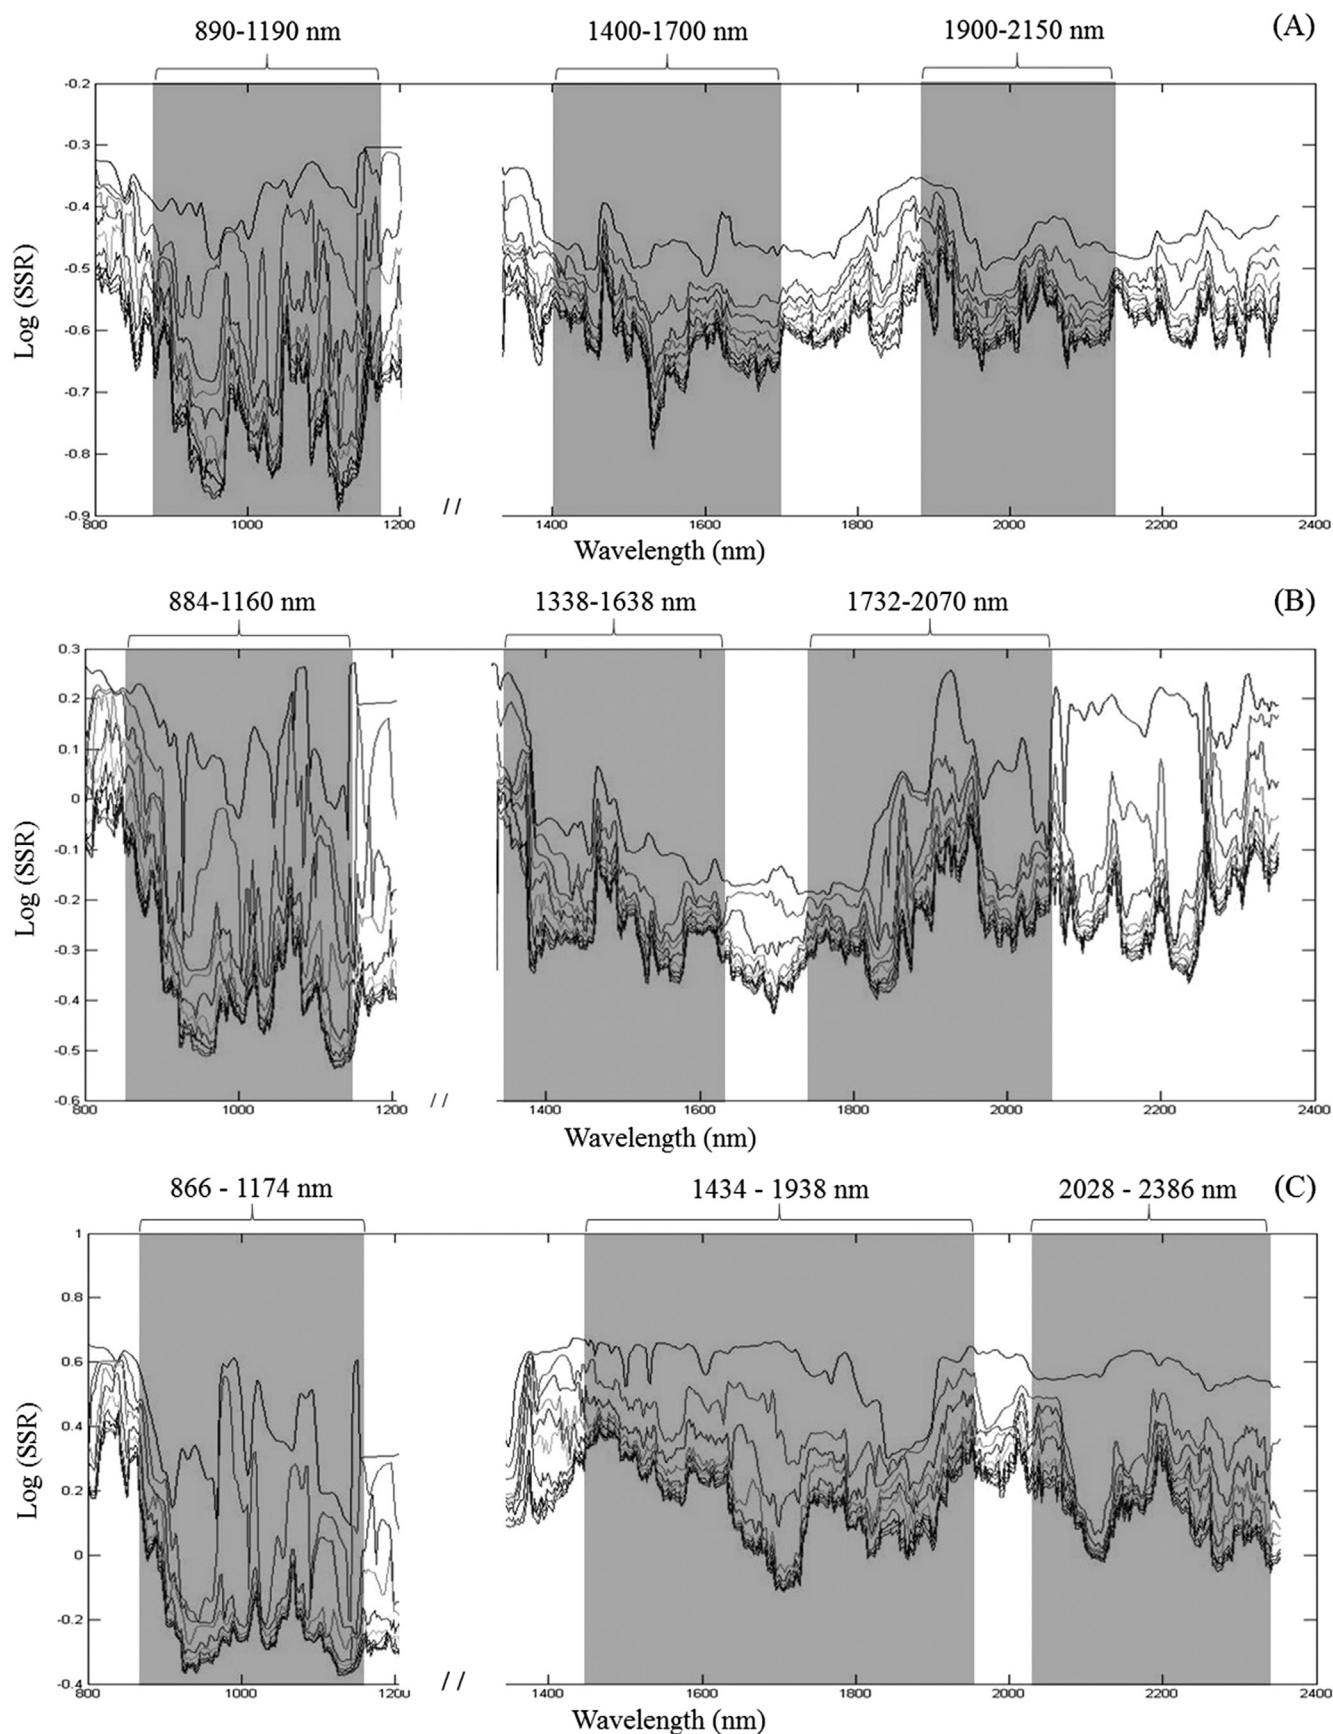 890-1190 nm 1400-1700 nm 1900-2150 nm (A)
-0.2
-0.3
-0.4
-0.5
-0.6
-0.7
-0.8
-0.9
Log (SSR)
800 1000 1200 // 1400 1600 1800 2000 2200 2400
Wavelength (nm)
884-1160 nm 1338-1638 nm 1732-2070 nm (B)
0.3
0.2
0.1
0
-0.1
-0.2
-0.3
-0.4
-0.5
-0.6
Log (SSR)
800 1000 1200 // 1400 1600 1800 2000 2200 2400
Wavelength (nm)
866 - 1174 nm 1434 - 1938 nm 2028 - 2386 nm (C)
1
0.8
0.6
0.4
0.2
0
-0.2
-0.4
Log (SSR)
800 1000 1200 // 1400 1600 1800 2000 2200 2400
Wavelength (nm)